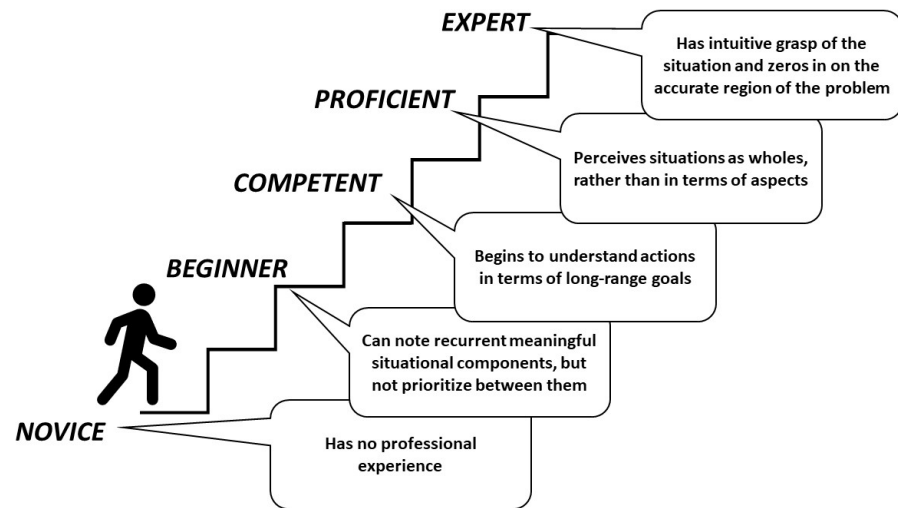 EXPERT
Has intuitive grasp of the
situation and zeros in on the
accurate region of the problem
PROFICIENT
Perceives situations as wholes,
rather than in terms of aspects
COMPETENT
Begins to understand actions
in terms of long-range goals
BEGINNER
Can note recurrent meaningful
situational components, but
not prioritize between them
NOVICE
Has no professional
experience